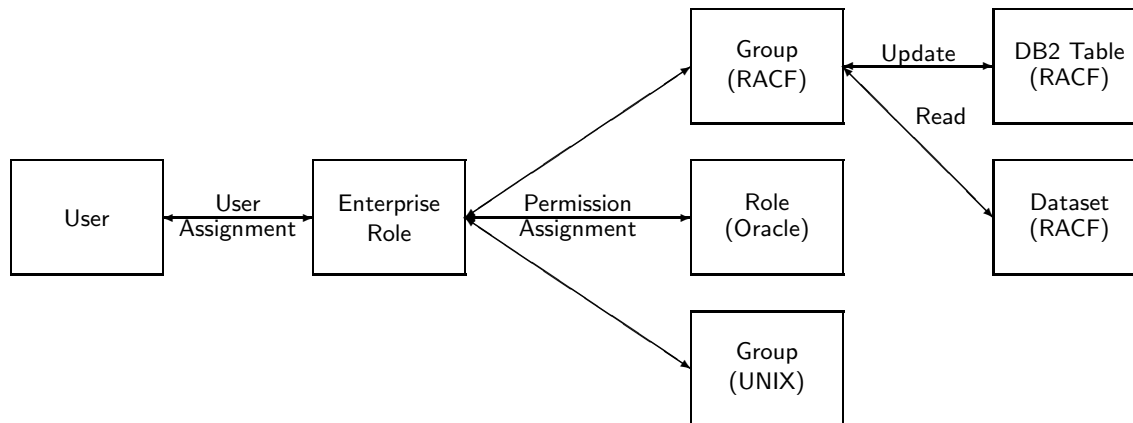 Group
(RACF)
Update
DB2 Table
(RACF)
Read
User
User
Assignment
Enterprise
Role
Permission
Assignment
Role
(Oracle)
Dataset
(RACF)
Group
(UNIX)